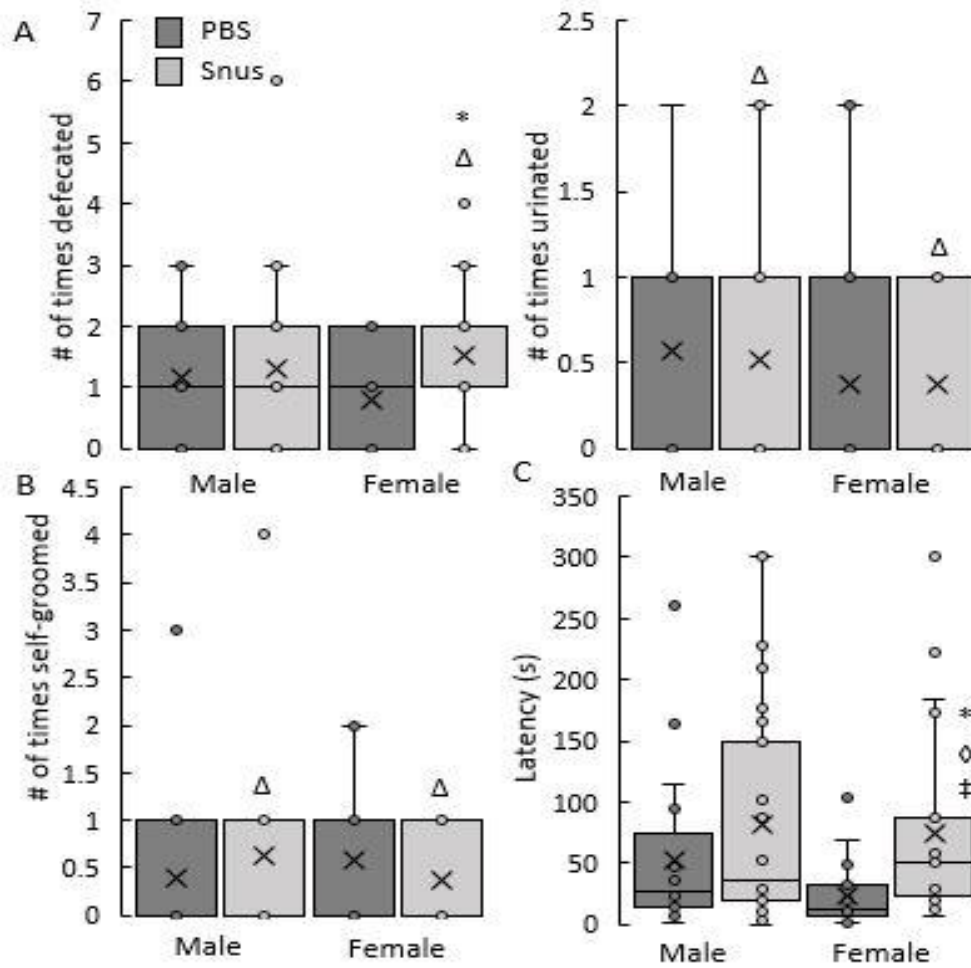 A
# of times defecated
7
6
5
4
3
2
1
0
PBS
Snus
*
Δ
Male
Female
# of times urinated
2.5
2
1.5
1
0.5
0
Δ
Δ
Male
Female
B
# of times self-groomed
4.5
4
3.5
3
2.5
2
1.5
1
0.5
0
Δ
Δ
Male
Female
C
Latency (s)
350
300
250
200
150
100
50
0
*
◊
‡
Male
Female